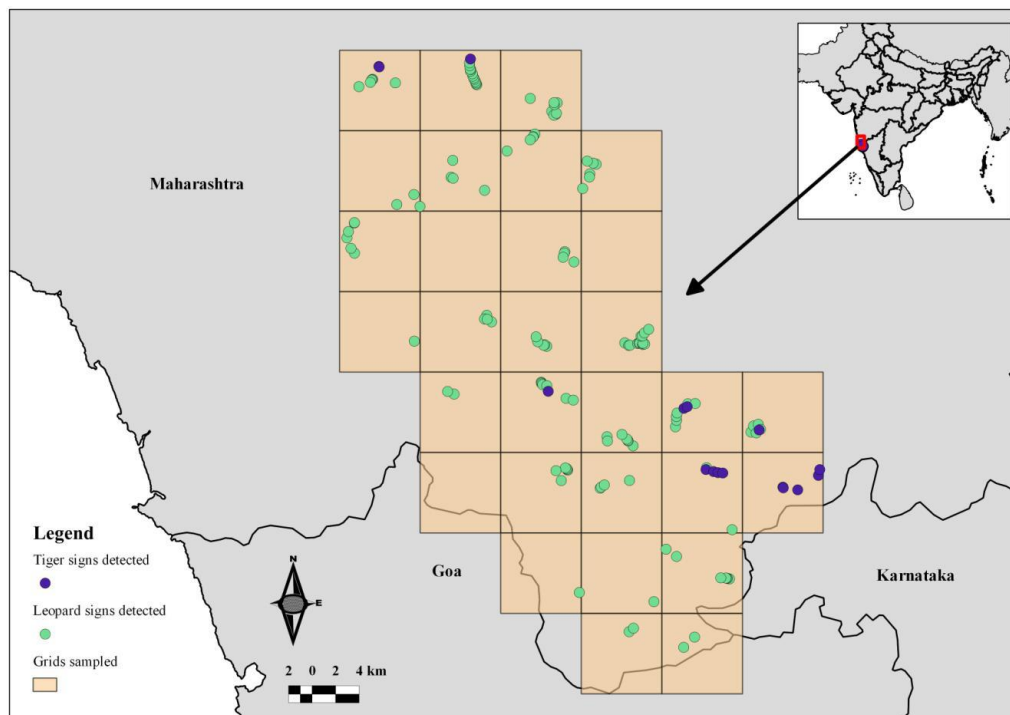 Maharashtra
Legend
Tiger signs detected
Leopard signs detected
Grids sampled
Goa
Karnataka
N
E
2 0 2 4 km